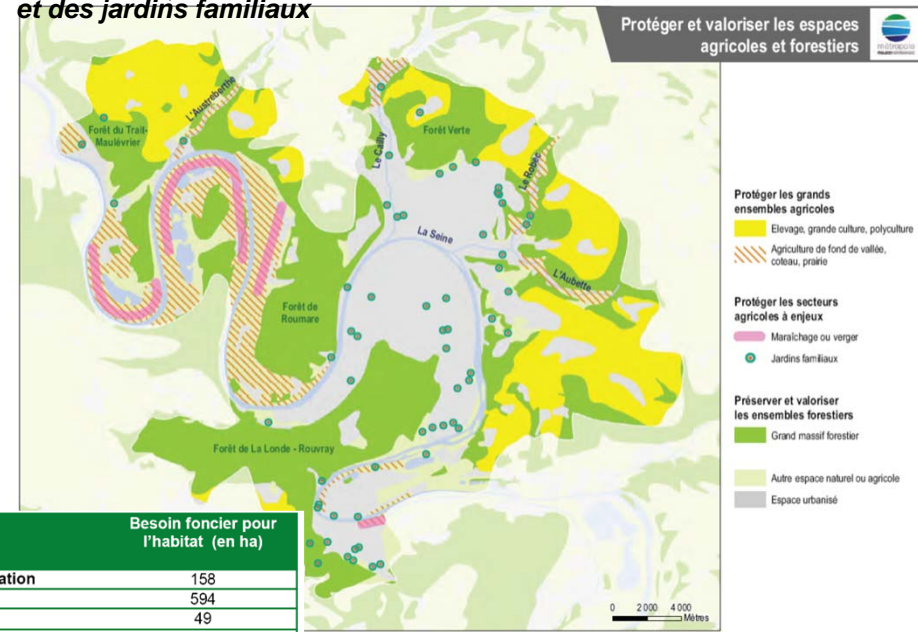 et des jardins familiaux
Protéger et valoriser les espaces
agricoles et forestiers
métropole
L'Austreberthe
Forêt du Trait-
Maulévrier
Le Cailly
Forêt Verte
Le Robec
La Seine
L'Aubette
Forêt de
Roumare
Forêt de La Londe - Rouvray
Protéger les grands
ensembles agricoles
Elevage, grande culture, polyculture
Agriculture de fond de vallée,
coteau, prairie
Protéger les secteurs
agricoles à enjeux
Maraîchage ou verger
Jardins familiaux
Préserver et valoriser
les ensembles forestiers
Grand massif forestier
Autre espace naturel ou agricole
Espace urbanisé
0 2 000 4 000
Mètres
Besoin foncier pour
l'habitat (en ha)
ation 158
594
49